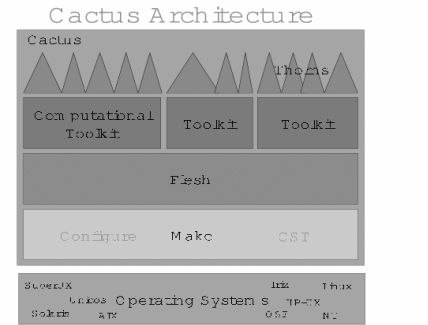 Cactus Architecture
Cactus
Thorns
Computational
Toolkit
Toolkit
Toolkit
Flesh
Configure
Make
CST
SuperUX
Irix
Linux
Unicos
Operating Systems
HP-UX
Solaris
AIX
OSF
NT